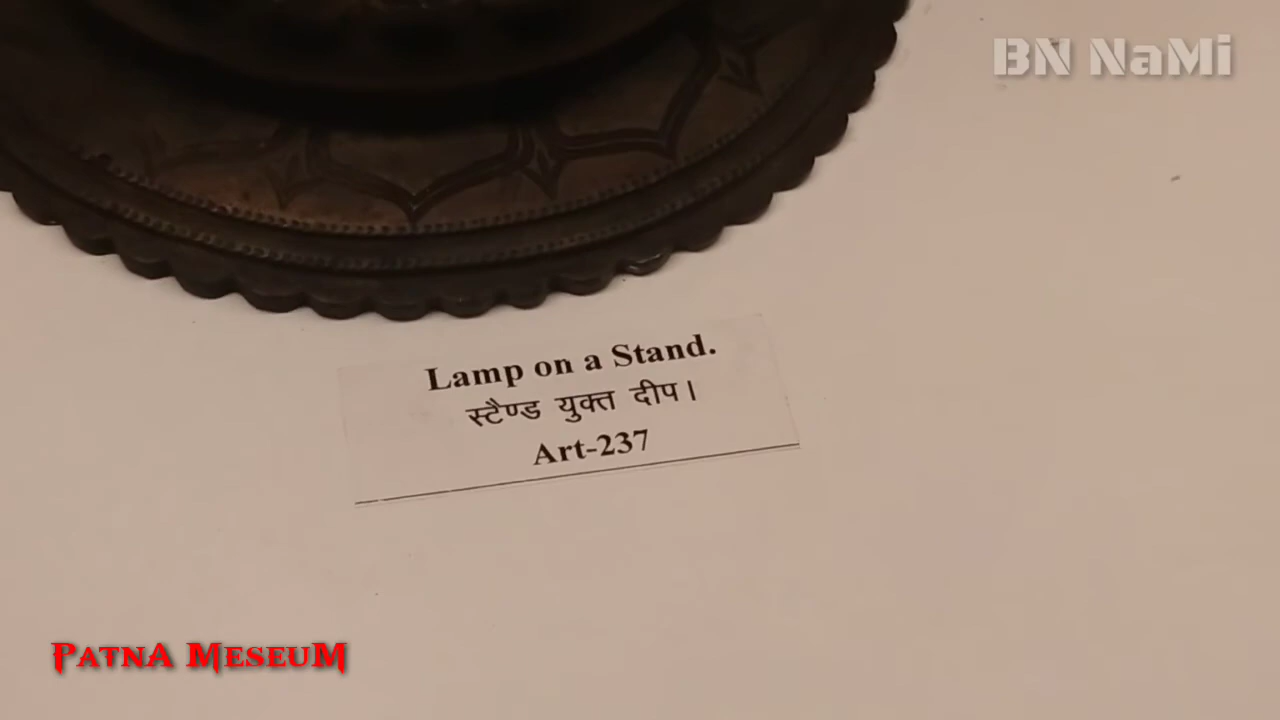 BN NaMi
Lamp on a Stand.
स्टैण्ड युक्त दीप।
Art-237
PATNA MESEUM